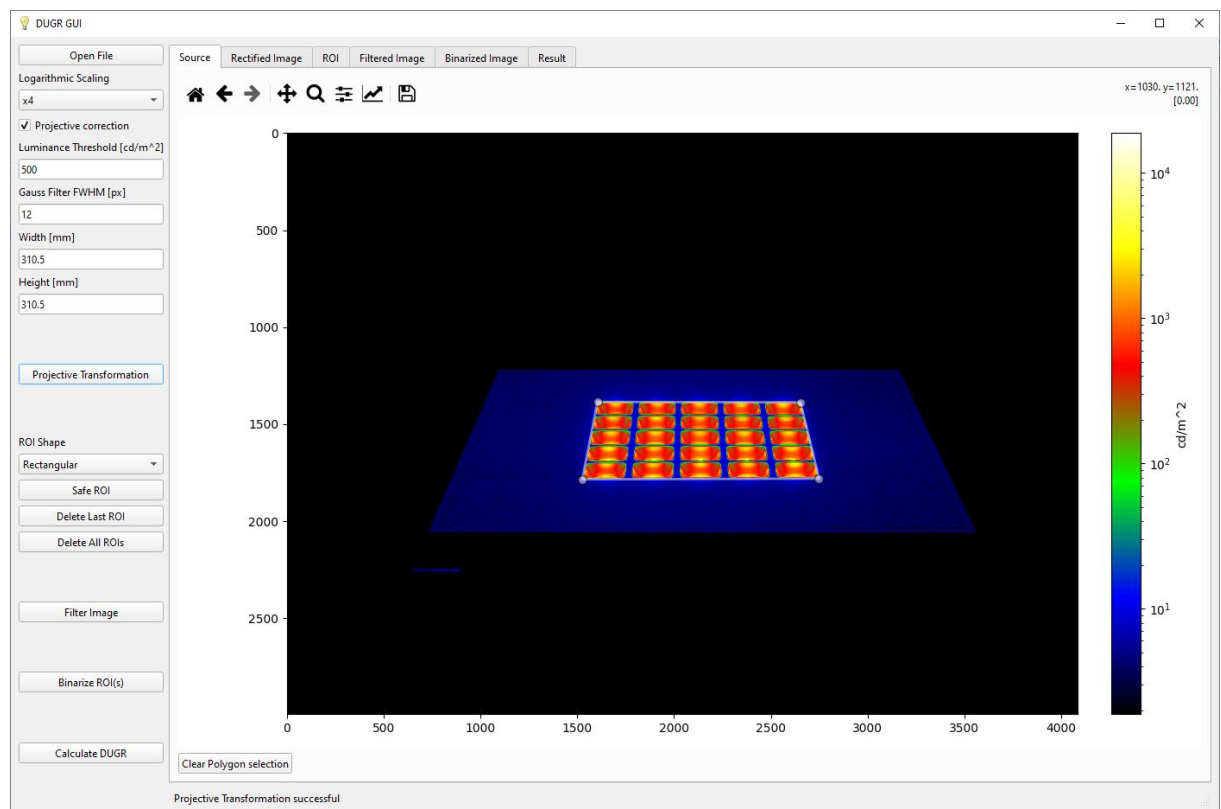 DUGR GUI
Open File
Logarithmic Scaling
x4
Projective correction
Luminance Threshold [cd/m^2]
500
Gauss Filter FWHM [px]
12
Width [mm]
310.5
Height [mm]
310.5
Projective Transformation
ROI Shape
Rectangular
Safe ROI
Delete Last ROI
Delete All ROIs
Filter Image
Binarize ROI(s)
Calculate DUGR
Source Rectified Image ROI Filtered Image Binarized Image Result
x=1030. y=1121.
[0.00]
0
500
1000
1500
2000
2500
0 500 1000 1500 2000 2500 3000 3500 4000
10^4
10^3
10^2
10^1
cd/m^2
Clear Polygon selection
Projective Transformation successful